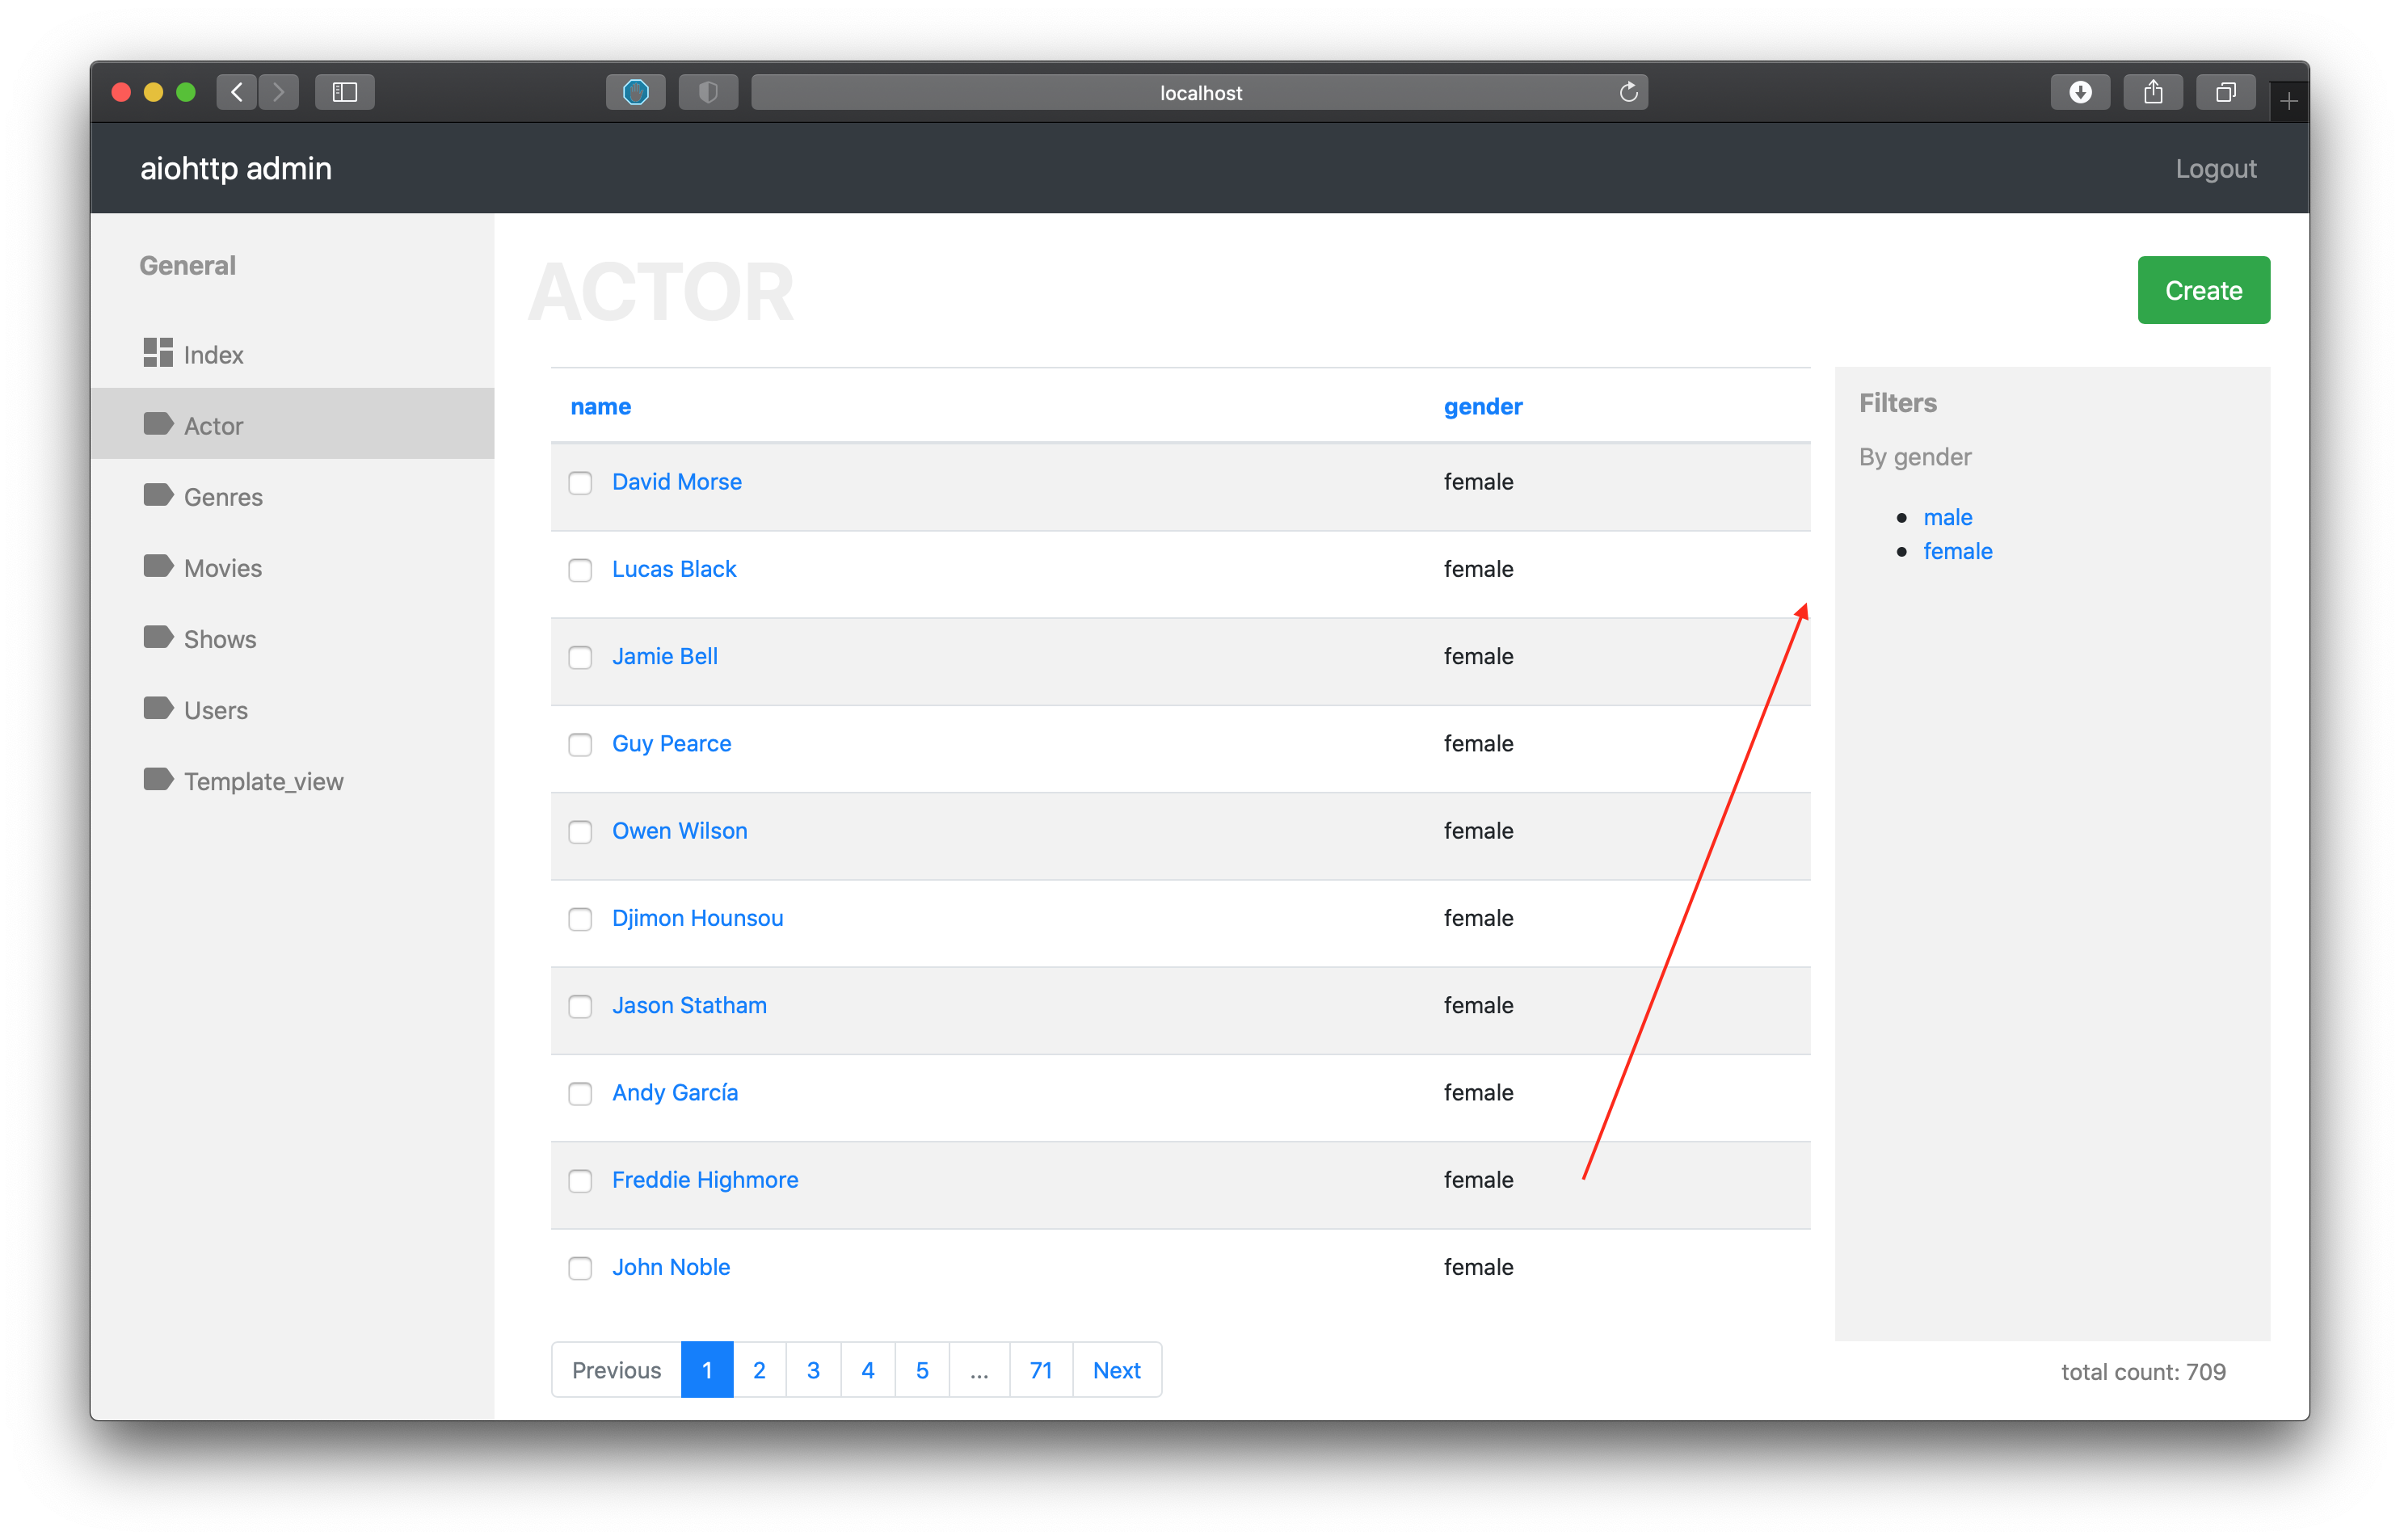 localhost
aiohttp admin
Logout
General
Index
Actor
Genres
Movies
Shows
Users
Template_view
ACTOR
Create
name gender
David Morse female
Lucas Black female
Jamie Bell female
Guy Pearce female
Owen Wilson female
Djimon Hounsou female
Jason Statham female
Andy García female
Freddie Highmore female
John Noble female
Filters
By gender
male
female
Previous 1 2 3 4 5 ... 71 Next
total count: 709